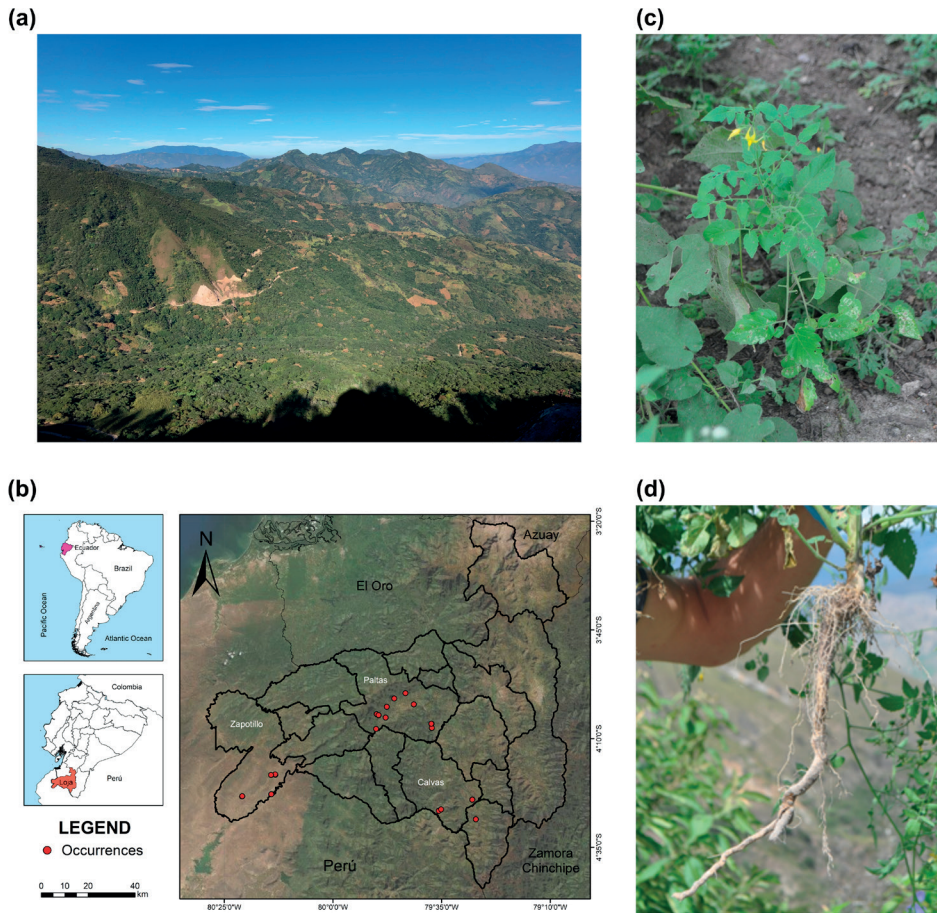 (a)
(c)
(b)
Ecuador
Brazil
Argentina
Pacific Ocean
Atlantic Ocean
Colombia
Loja
Perú
LEGEND
Occurrences
0 10 20 40
km
N
Azuay
El Oro
Paltas
Zapotillo
Calvas
Perú
Zamora
Chinchipe
3°20'0"S
3°45'0"S
4°10'0"S
4°35'0"S
80°25'0"W
80°0'0"W
79°35'0"W
79°10'0"W
(d)